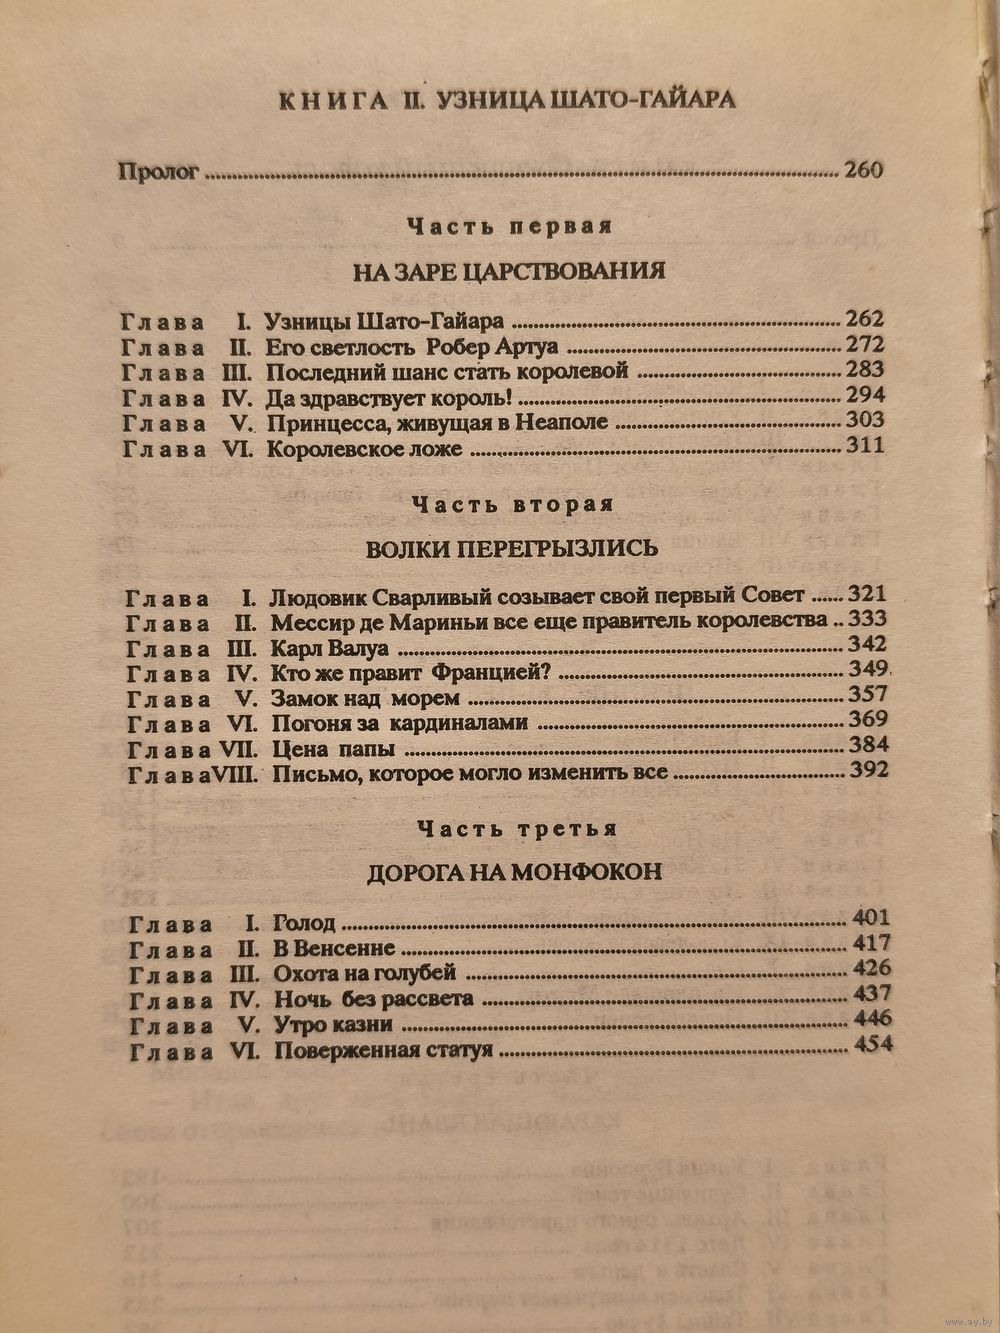 КНИГА II. УЗНИЦА ШАТО-ГАЙАРА
Пролог ........ 260
Часть первая
НА ЗАРЕ ЦАРСТВОВАНИЯ
Глава I. Узницы Шато-Гайара ........ 262
Глава II. Его светлость Робер Артуа ........ 272
Глава III. Последний шанс стать королевой ........ 283
Глава IV. Да здравствует король! ........ 294
Глава V. Принцесса, живущая в Неаполе ........ 303
Глава VI. Королевское ложе ........ 311
Часть вторая
ВОЛКИ ПЕРЕГРЫЗЛИСЬ
Глава I. Людовик Сварливый созывает свой первый Совет ...... 321
Глава II. Мессир де Мариньи все еще правитель королевства .. 333
Глава III. Карл Валуа ........ 342
Глава IV. Кто же правит Францией? ........ 349
Глава V. Замок над морем ........ 357
Глава VI. Погоня за кардиналами ........ 369
Глава VII. Цена папы ........ 384
Глава VIII. Письмо, которое могло изменить все ........ 392
Часть третья
ДОРОГА НА МОНФОКОН
Глава I. Голод ........ 401
Глава II. В Венсенне ........ 417
Глава III. Охота на голубей ........ 426
Глава IV. Ночь без рассвета ........ 437
Глава V. Утро казни ........ 446
Глава VI. Поверженная статуя ........ 454
www.ay.by